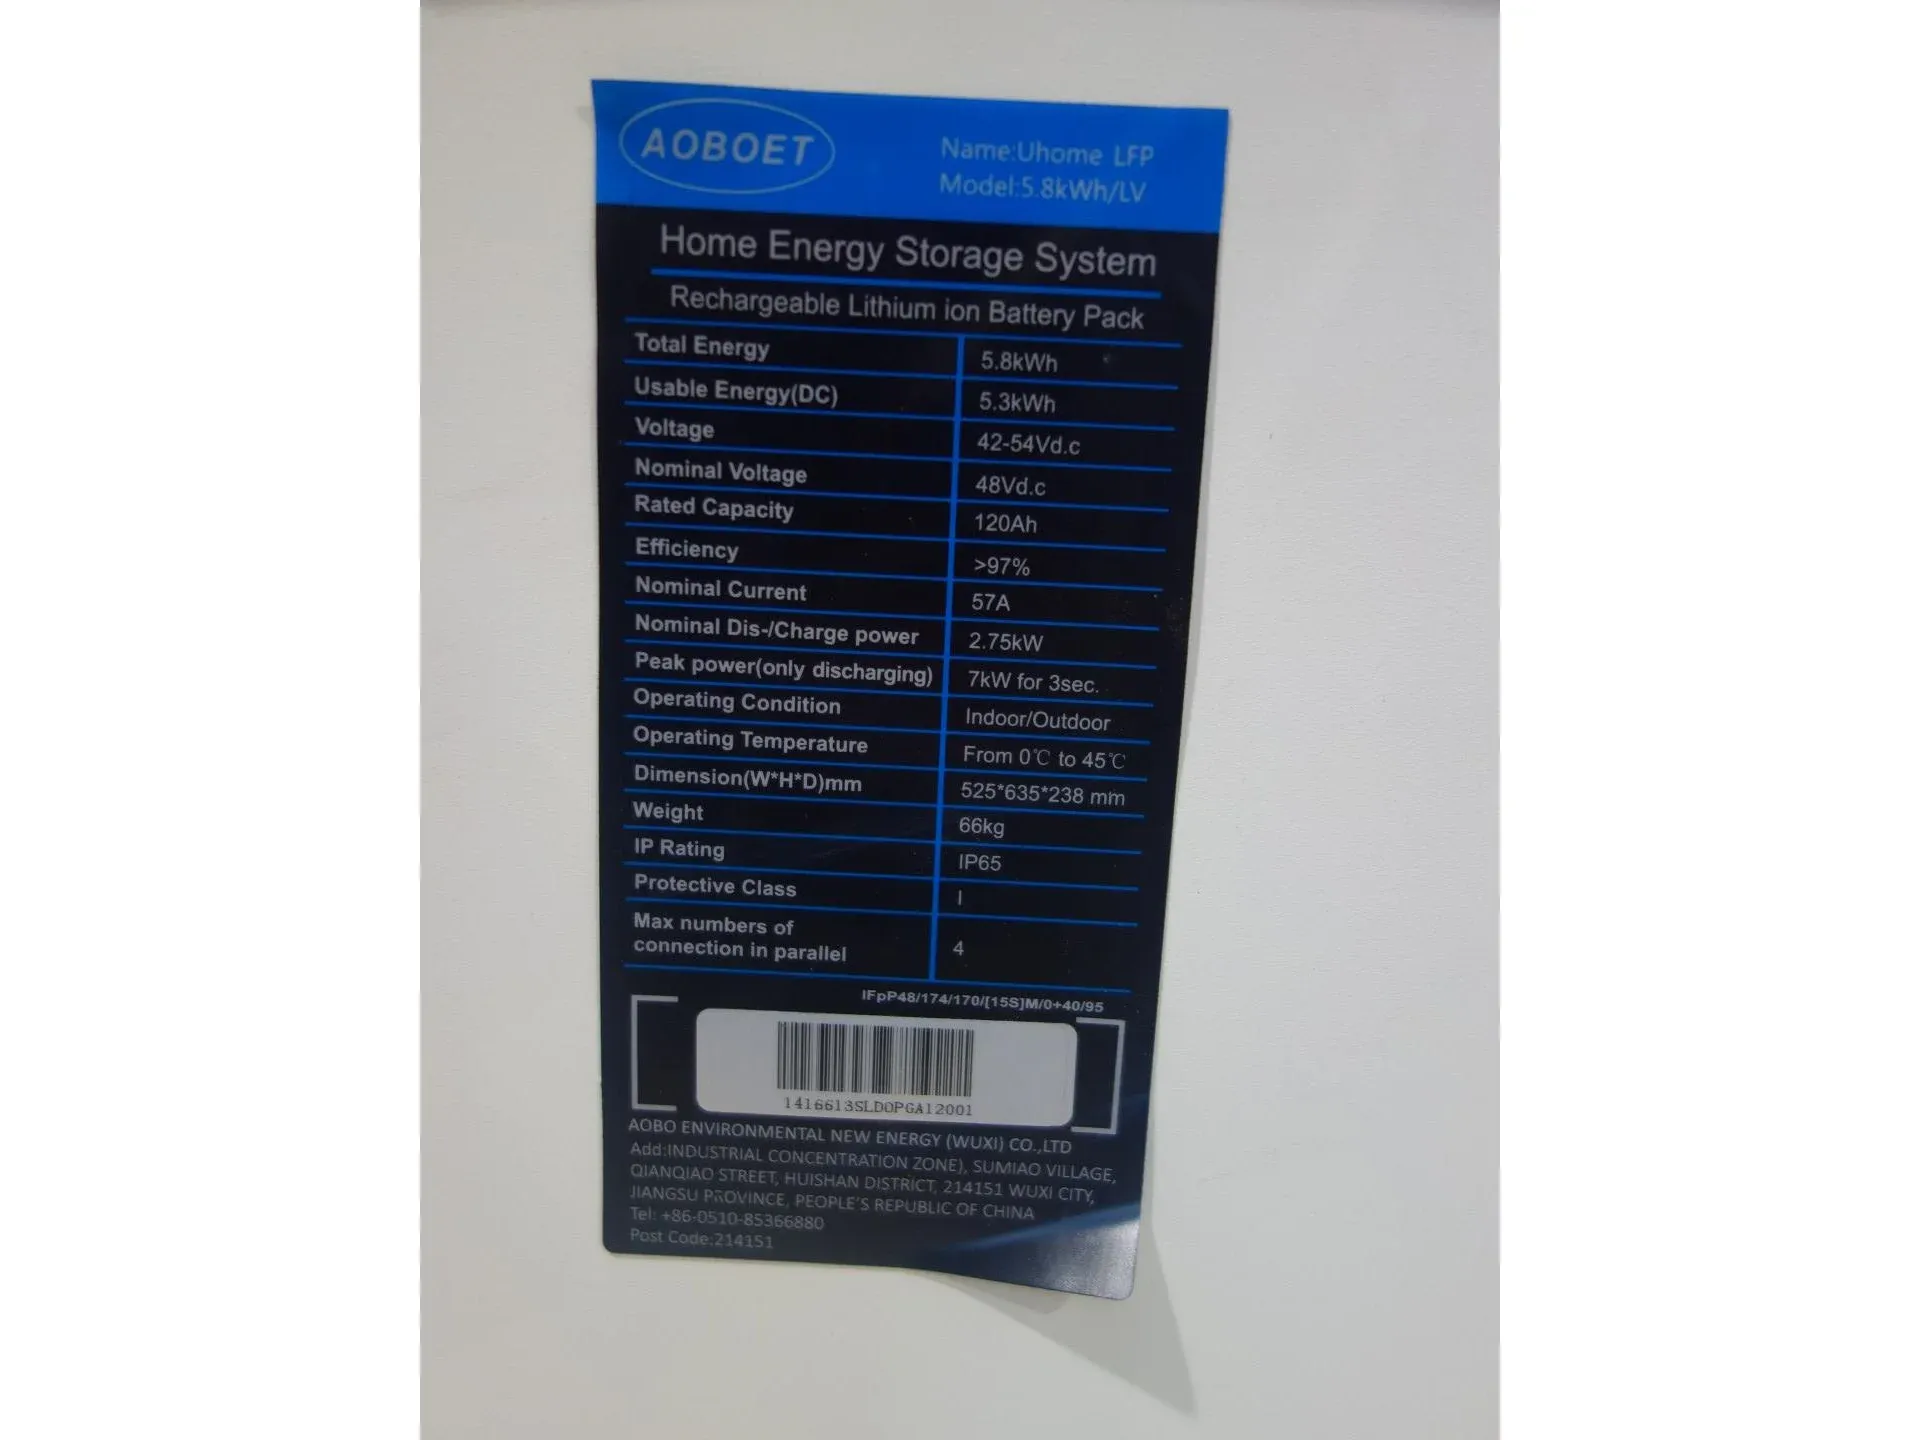 AOBOET
Name:Uhome LFP
Model:5.8kWh/LV
Home Energy Storage System
Rechargeable Lithium ion Battery Pack
Total Energy 5.8kWh
Usable Energy(DC) 5.3kWh
Voltage 42-54Vd.c
Nominal Voltage 48Vd.c
Rated Capacity 120Ah
Efficiency >97%
Nominal Current 57A
Nominal Dis-/Charge power 2.75kW
Peak power(only discharging) 7kW for 3sec.
Operating Condition Indoor/Outdoor
Operating Temperature From 0℃ to 45℃
Dimension(W*H*D)mm 525*635*238 mm
Weight 66kg
IP Rating IP65
Protective Class I
Max numbers of
connection in parallel 4
IFpP48/174/170/[15S]M/0+40/95
1416613SLDOPGA12001
AOBO ENVIRONMENTAL NEW ENERGY (WUXI) CO.,LTD
Add:INDUSTRIAL CONCENTRATION ZONE), SUMIAO VILLAGE,
QIANQIAO STREET, HUISHAN DISTRICT, 214151 WUXI CITY,
JIANGSU PROVINCE, PEOPLE'S REPUBLIC OF CHINA
Tel: +86-0510-85366880
Post Code:214151